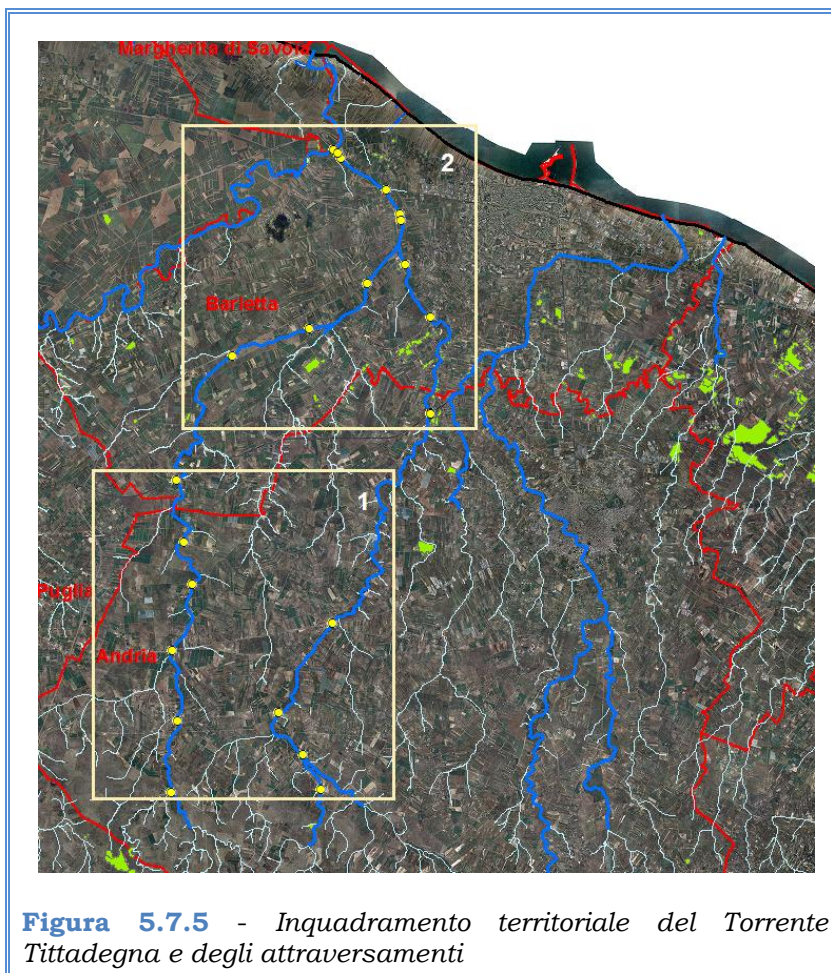 Margherita di Savoia
2
Barletta
1
Puglia
Andria
Figura 5.7.5 - Inquadramento territoriale del Torrente
Tittadegna e degli attraversamenti